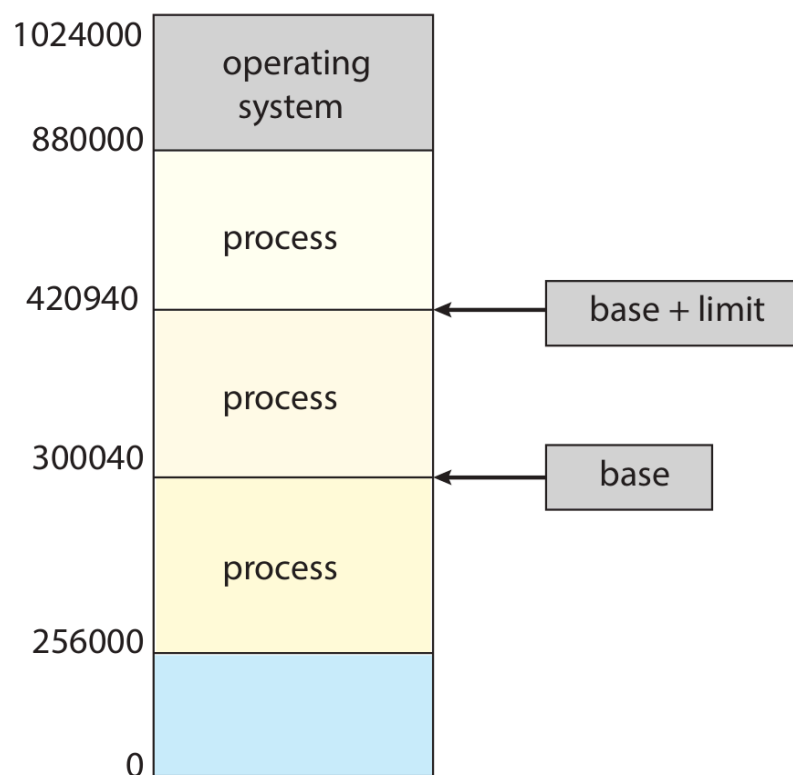 1024000
operating
system
880000
process
420940
base + limit
process
300040
base
process
256000
0